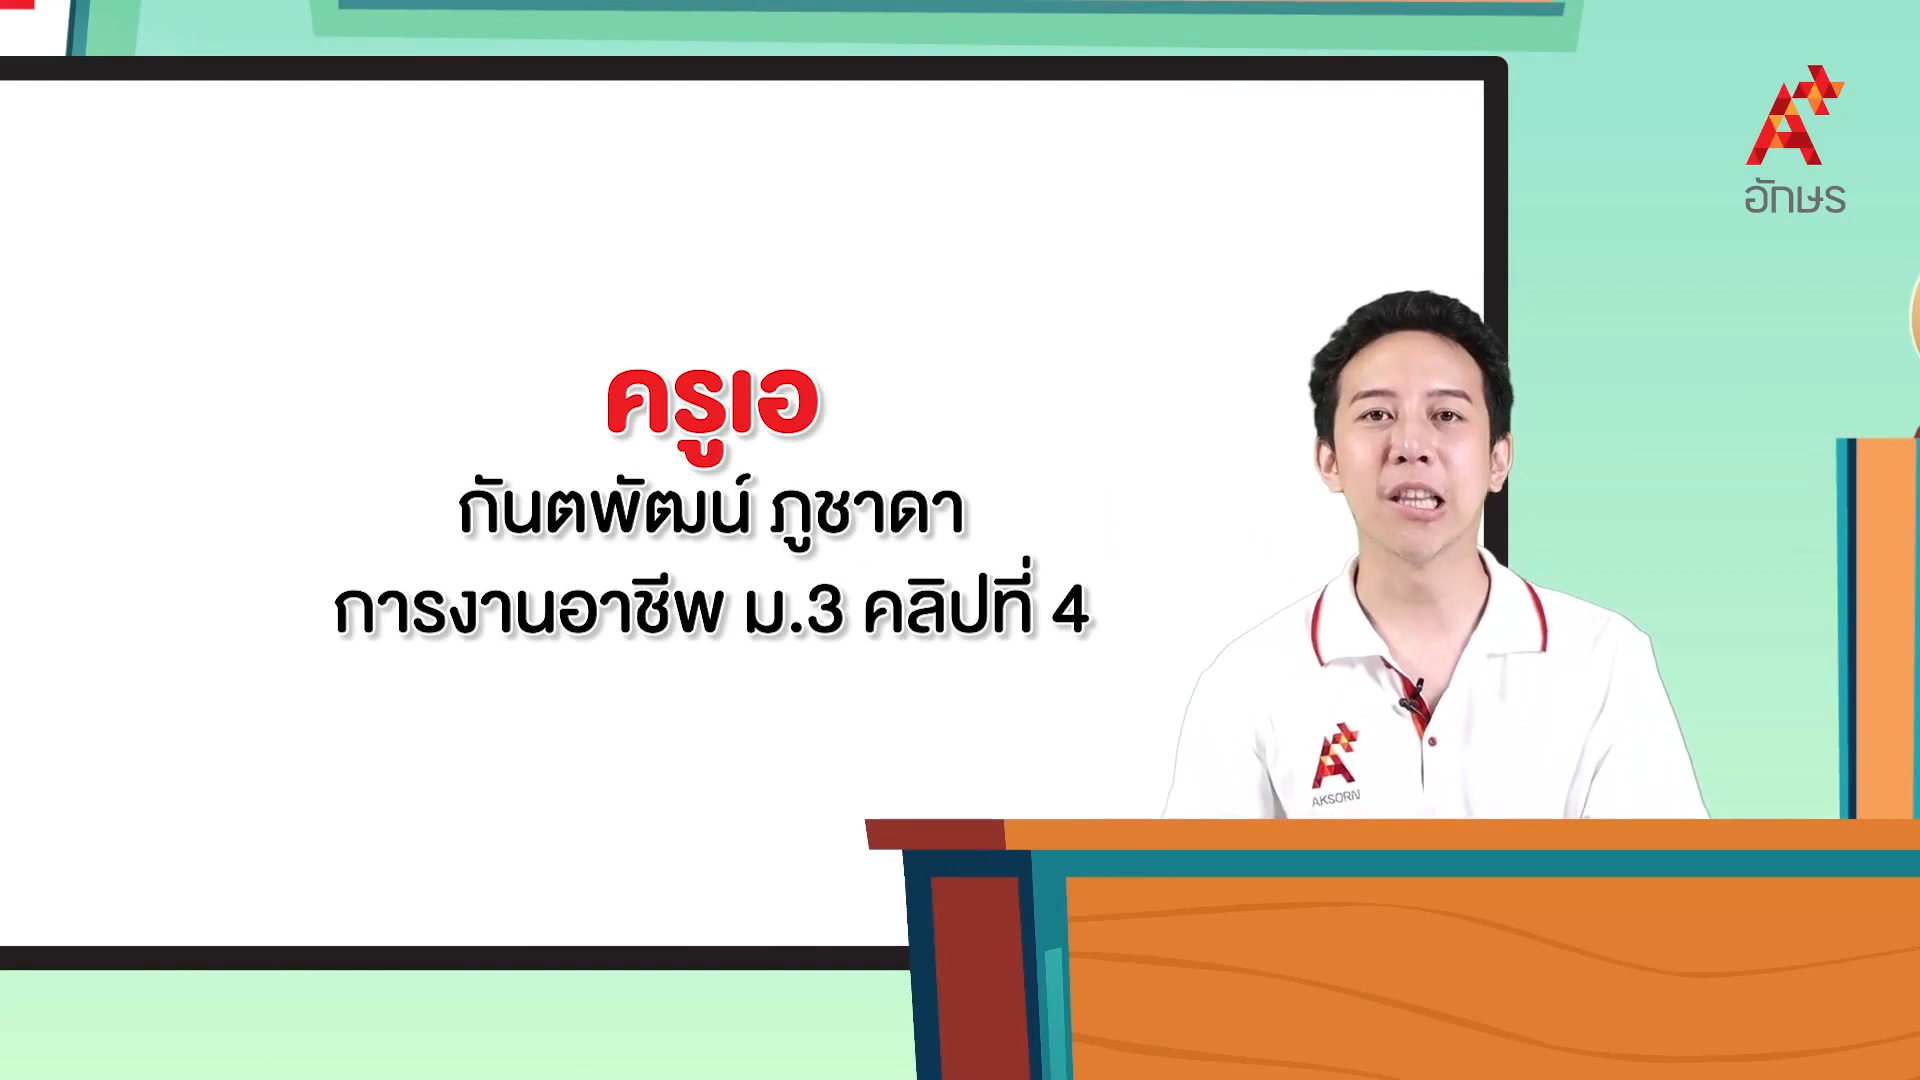 อักษร
ครูเอ
กันตพัฒน์ ภูชาดา
การงานอาชีพ ม.3 คลิปที่ 4
AKSORN